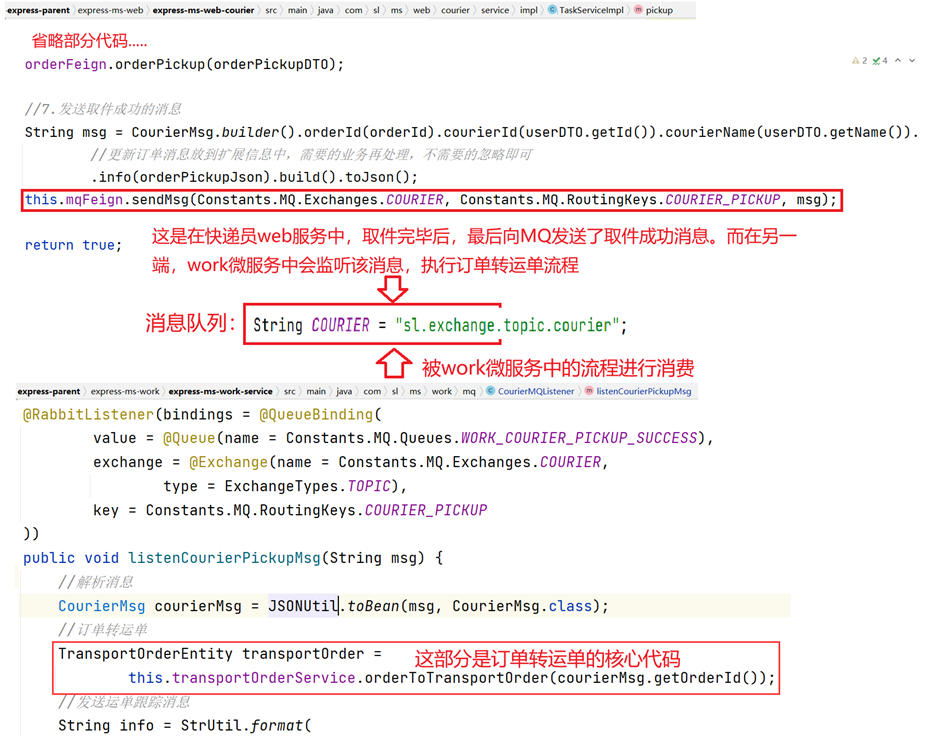 express-parent › express-ms-web › express-ms-web-courier › src › main › java › com › sl › ms › web › courier › service › impl › TaskServiceImpl › pickup
省略部分代码.....
orderFeign.orderPickup(orderPickupDTO);
2 4
//7.发送取件成功的消息
String msg = CourierMsg.builder().orderId(orderId).courierId(userDTO.getId()).courierName(userDTO.getName()).
//更新订单消息放到扩展信息中，需要的业务再处理，不需要的忽略即可
.info(orderPickupJson).build().toJson();
this.mqFeign.sendMsg(Constants.MQ.Exchanges.COURIER, Constants.MQ.RoutingKeys.COURIER_PICKUP, msg);
return true;
这是在快递员web服务中，取件完毕后，最后向MQ发送了取件成功消息。而在另一
端，work微服务中会监听该消息，执行订单转运单流程
消息队列：
String COURIER = "sl.exchange.topic.courier";
被work微服务中的流程进行消费
express-parent › express-ms-work › express-ms-work-service › src › main › java › com › sl › ms › work › mq › CourierMQListener › listenCourierPickupMsg
@RabbitListener(bindings = @QueueBinding(
value = @Queue(name = Constants.MQ.Queues.WORK_COURIER_PICKUP_SUCCESS),
exchange = @Exchange(name = Constants.MQ.Exchanges.COURIER,
type = ExchangeTypes.TOPIC),
key = Constants.MQ.RoutingKeys.COURIER_PICKUP
))
public void listenCourierPickupMsg(String msg) {
//解析消息
CourierMsg courierMsg = JSONUtil.toBean(msg, CourierMsg.class);
//订单转运单
TransportOrderEntity transportOrder =
这部分是订单转运单的核心代码
this.transportOrderService.orderToTransportOrder(courierMsg.getOrderId());
//发送运单跟踪消息
String info = StrUtil.format(